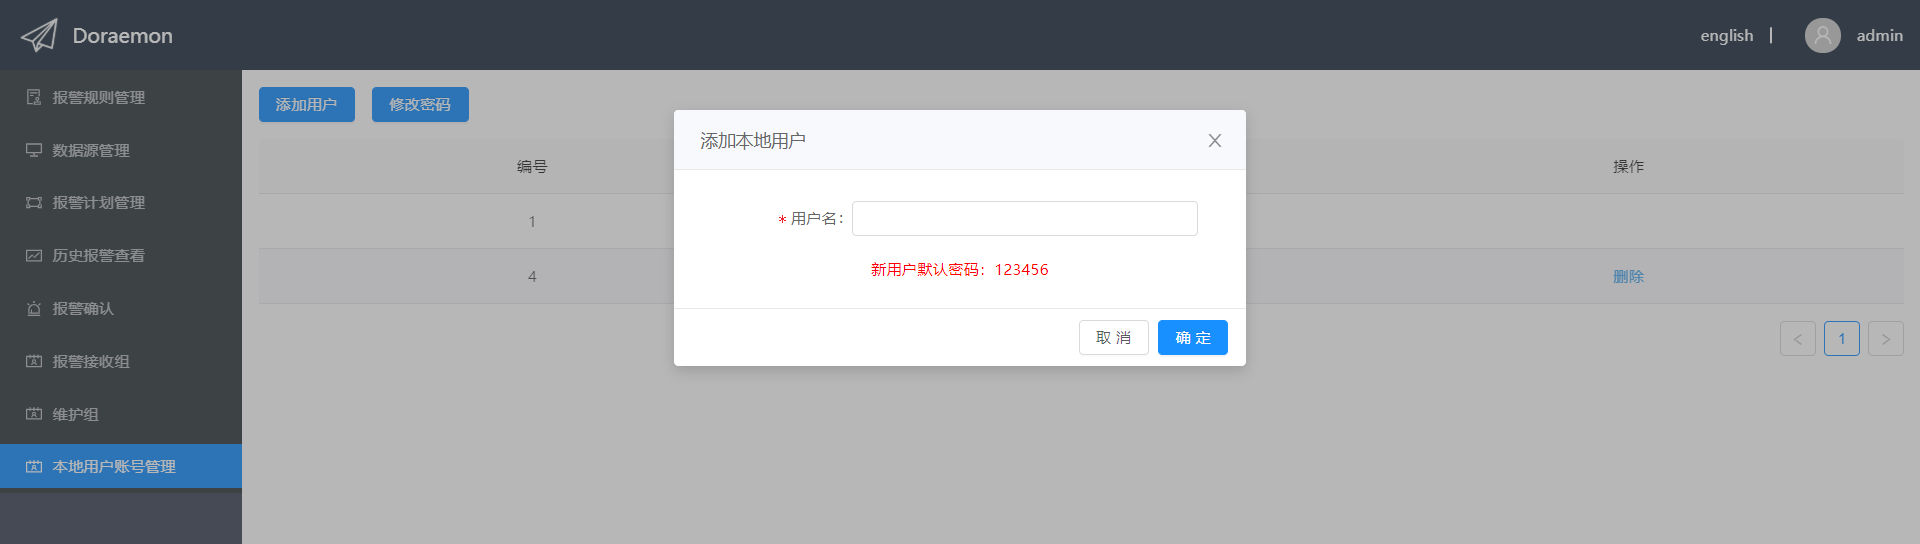 Doraemon
english |
admin
报警规则管理
数据源管理
报警计划管理
历史报警查看
报警确认
报警接收组
维护组
本地用户账号管理
添加用户
修改密码
编号
操作
1
4
删除
< 1 >
添加本地用户
* 用户名：
新用户默认密码：123456
取 消
确 定